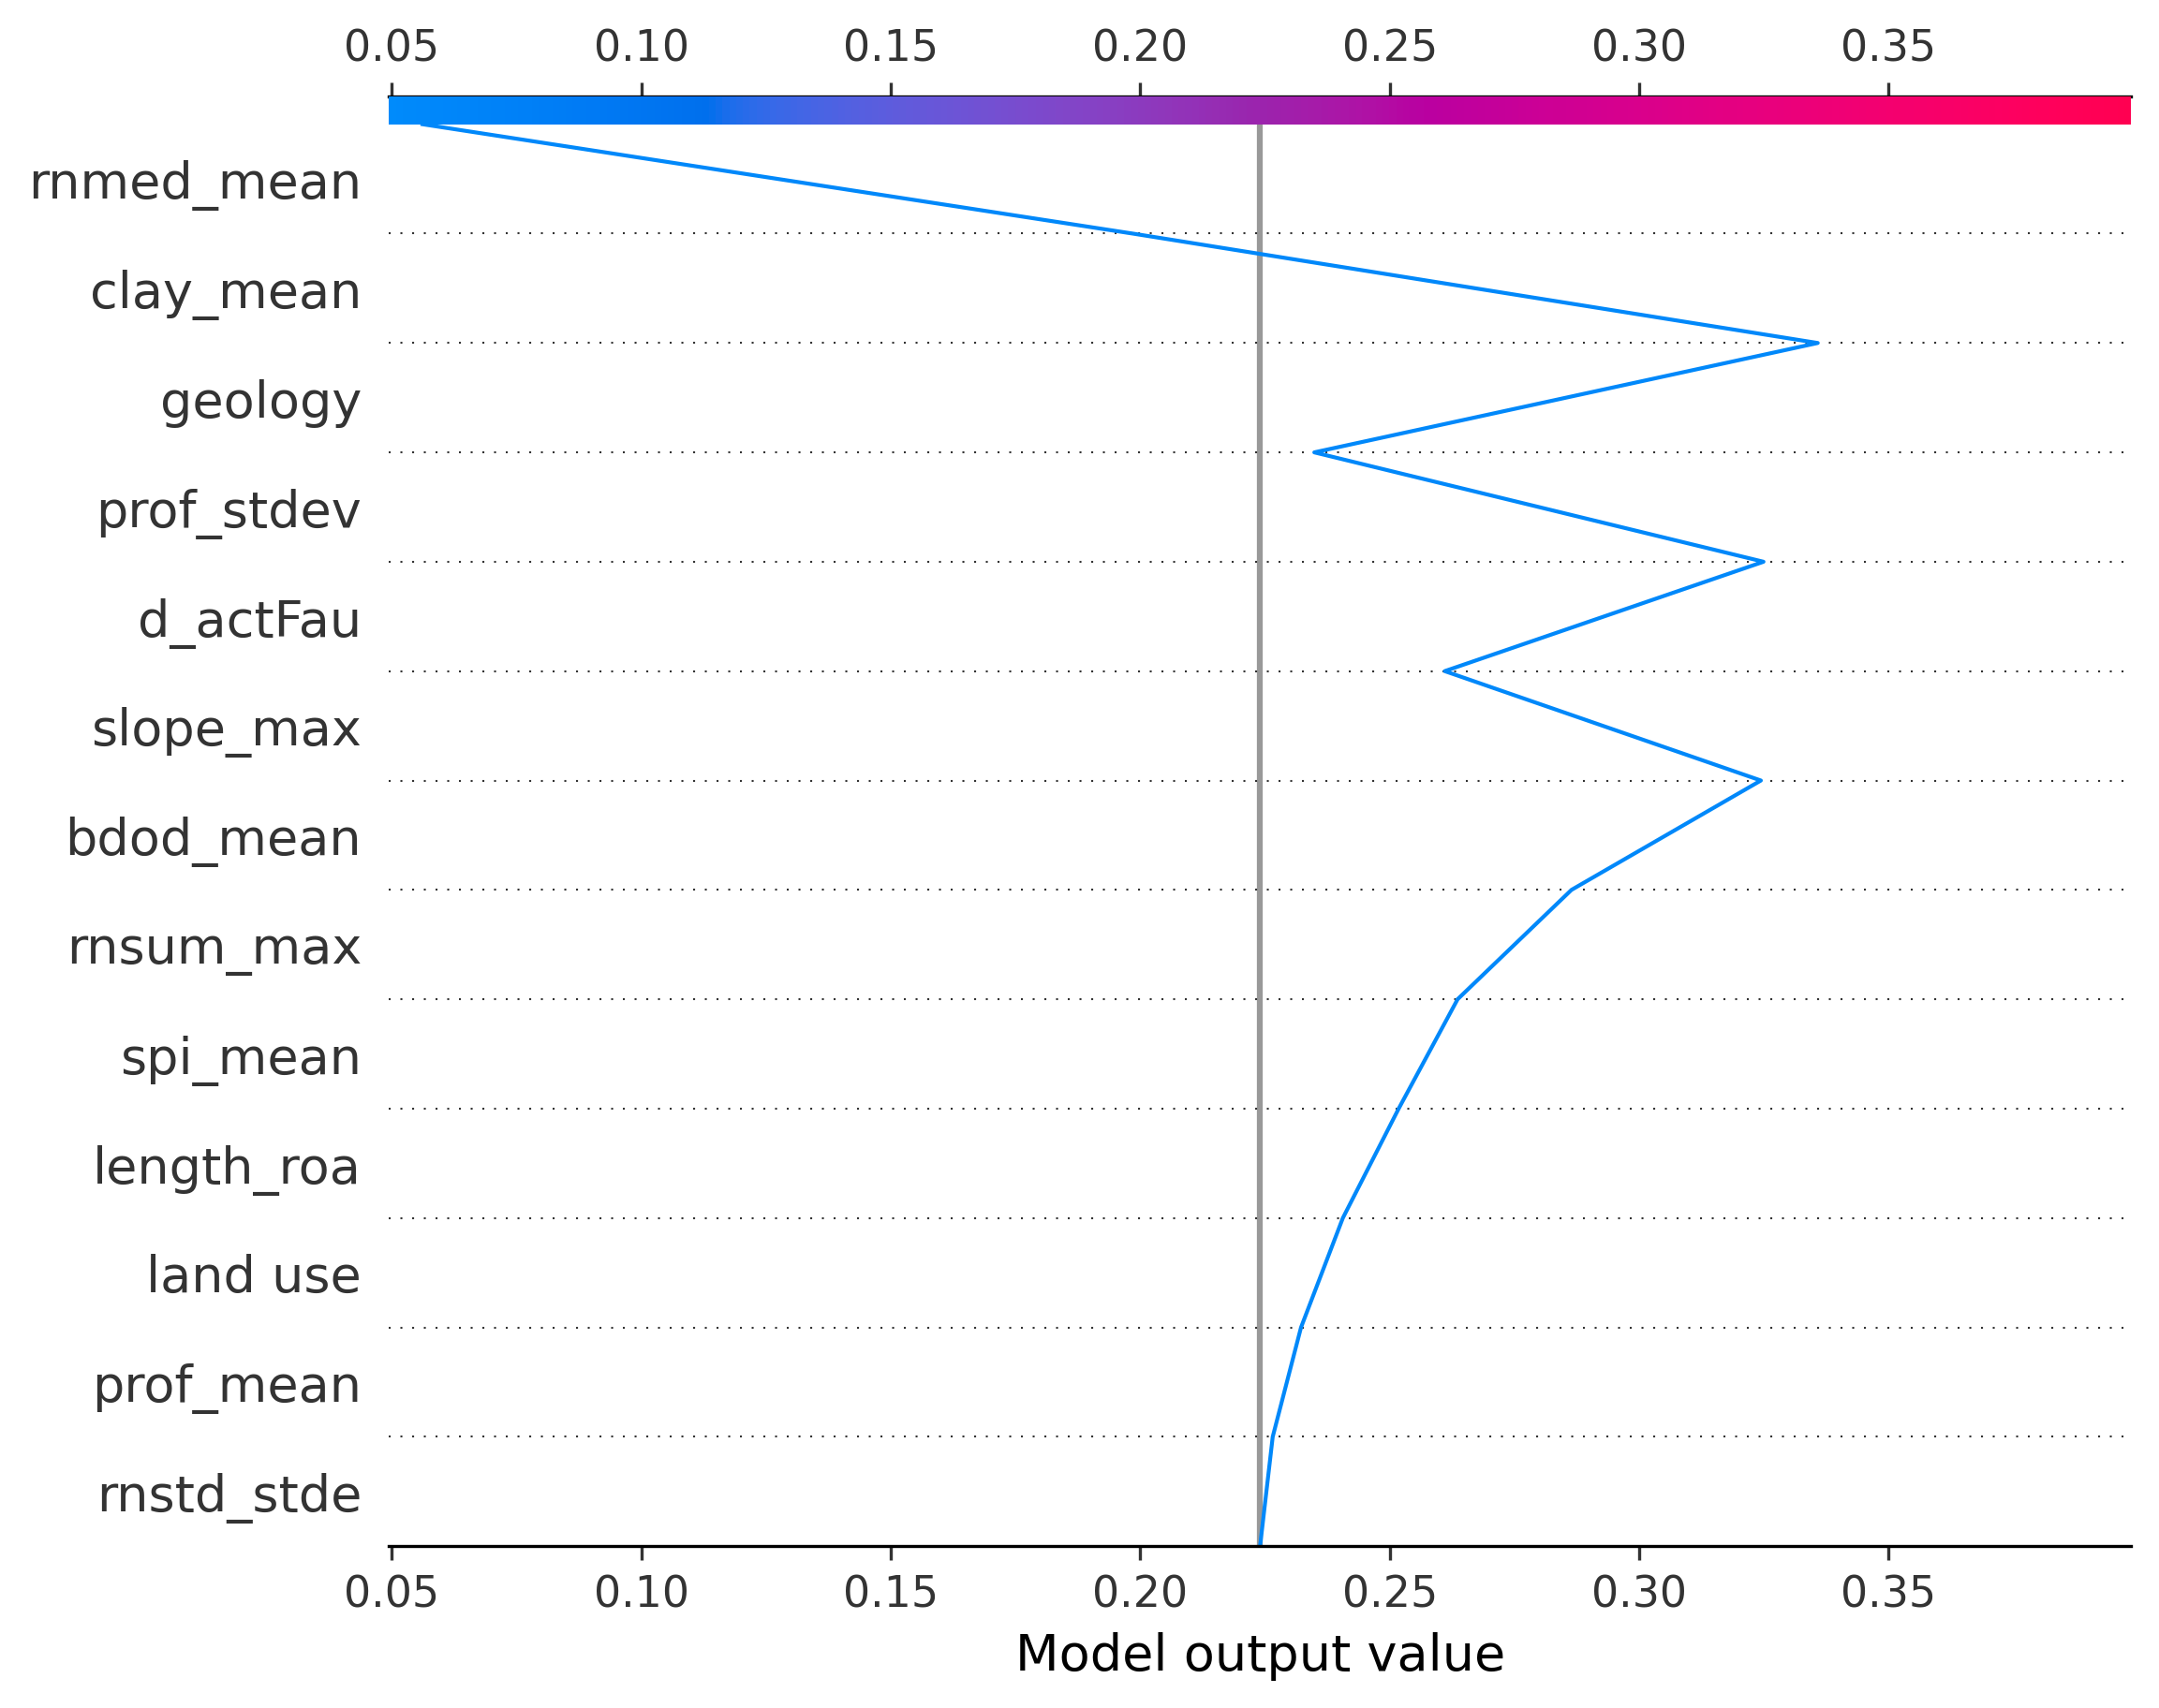 0.05 0.10 0.15 0.20 0.25 0.30 0.35
rnmed_mean
clay_mean
geology
prof_stdev
d_actFau
slope_max
bdod_mean
rnsum_max
spi_mean
length_roa
land use
prof_mean
rnstd_stde
0.05 0.10 0.15 0.20 0.25 0.30 0.35
Model output value